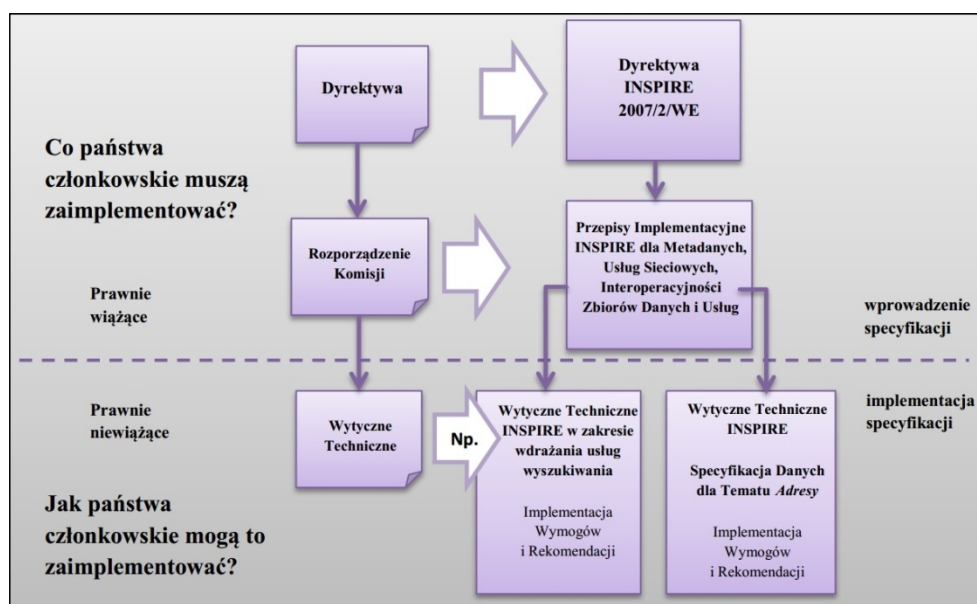 Dyrektywa
Dyrektywa
INSPIRE
2007/2/WE
Co państwa
członkowskie muszą
zaimplementować?
Rozporządzenie
Komisji
Przepisy Implementacyjne
INSPIRE dla Metadanych,
Usług Sieciowych,
Interoperacyjności
Zbiorów Danych i Usług
Prawnie
wiążące
wprowadzenie
specyfikacji
Prawnie
niewiążące
Wytyczne
Techniczne
Np.
Wytyczne Techniczne
INSPIRE w zakresie
wdrażania usług
wyszukiwania
Implementacja
Wymogów
i Rekomendacji
Wytyczne Techniczne
INSPIRE
Specyfikacja Danych
dla Tematu Adresy
Implementacja
Wymogów
i Rekomendacji
implementacja
specyfikacji
Jak państwa
członkowskie mogą to
zaimplementować?